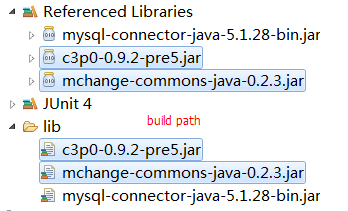 Referenced Libraries
mysql-connector-java-5.1.28-bin.jar
c3p0-0.9.2-pre5.jar
mchange-commons-java-0.2.3.jar
JUnit 4
build path
lib
c3p0-0.9.2-pre5.jar
mchange-commons-java-0.2.3.jar
mysql-connector-java-5.1.28-bin.jar